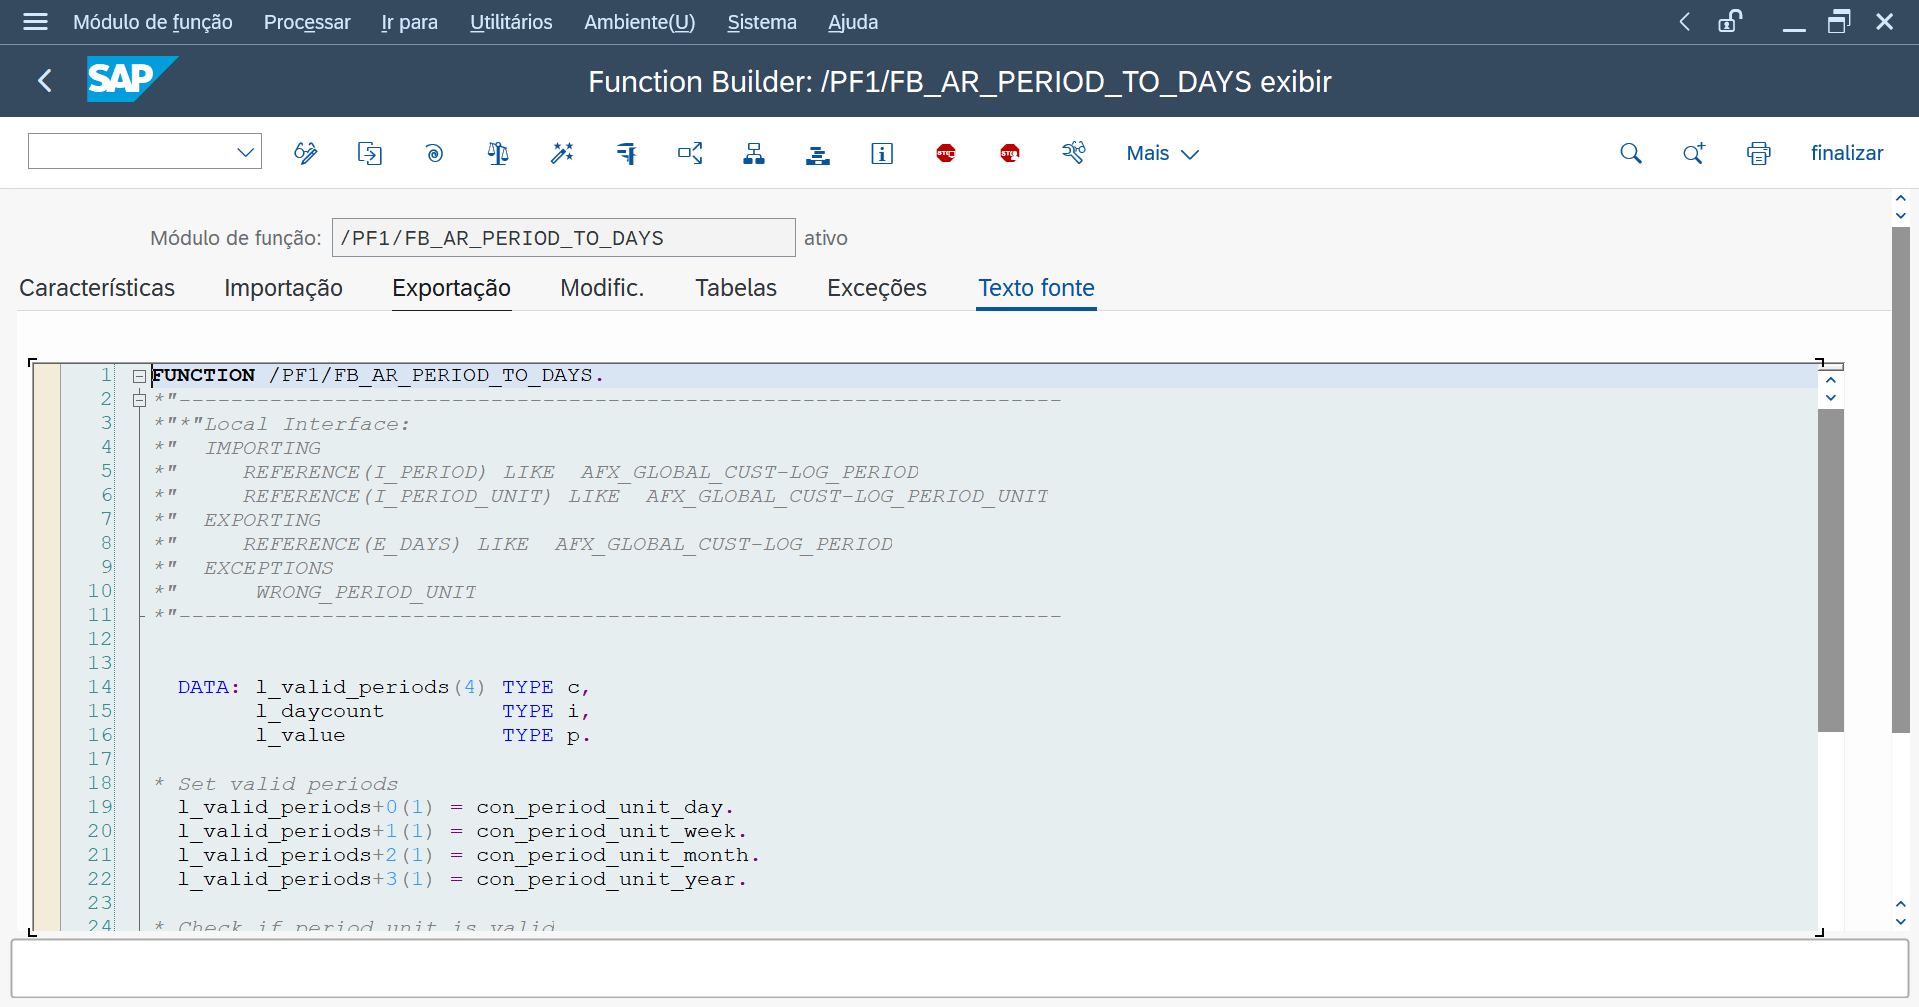 Módulo de função Processar Ir para Utilitários Ambiente(U) Sistema Ajuda
SAP Function Builder: /PF1/FB_AR_PERIOD_TO_DAYS exibir
Mais finalizar
Módulo de função: /PF1/FB_AR_PERIOD_TO_DAYS ativo
Características Importação Exportação Modific. Tabelas Exceções Texto fonte
1 FUNCTION /PF1/FB_AR_PERIOD_TO_DAYS.
2 *"--------------------------------------------------------------------
3 *"*"Local Interface:
4 *"  IMPORTING
5 *"     REFERENCE(I_PERIOD) LIKE  AFX_GLOBAL_CUST-LOG_PERIOD
6 *"     REFERENCE(I_PERIOD_UNIT) LIKE  AFX_GLOBAL_CUST-LOG_PERIOD_UNIT
7 *"  EXPORTING
8 *"     REFERENCE(E_DAYS) LIKE  AFX_GLOBAL_CUST-LOG_PERIOD
9 *"  EXCEPTIONS
10 *"      WRONG_PERIOD_UNIT
11 *"--------------------------------------------------------------------
12
13
14   DATA: l_valid_periods(4) TYPE c,
15         l_daycount         TYPE i,
16         l_value            TYPE p.
17
18 * Set valid periods
19   l_valid_periods+0(1) = con_period_unit_day.
20   l_valid_periods+1(1) = con_period_unit_week.
21   l_valid_periods+2(1) = con_period_unit_month.
22   l_valid_periods+3(1) = con_period_unit_year.
23
24 * Check if period unit is valid